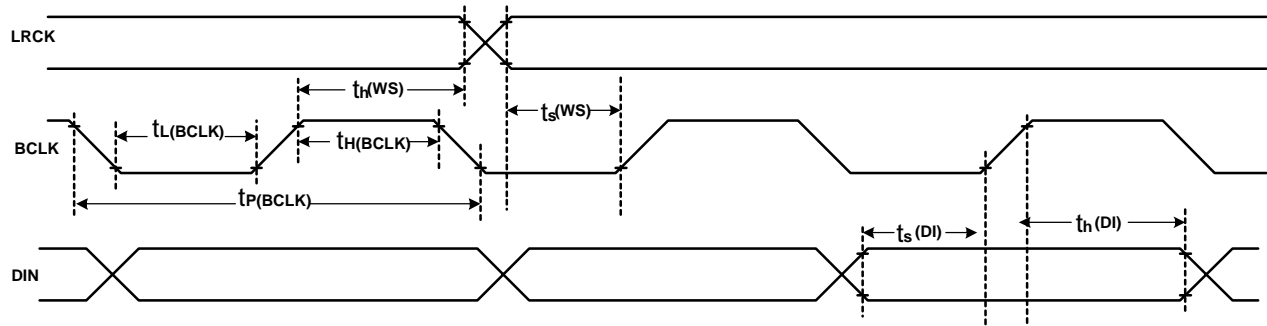 LRCK
th(WS)
ts(WS)
tL(BCLK)
BCLK
tH(BCLK)
tP(BCLK)
ts(DI)
th(DI)
DIN